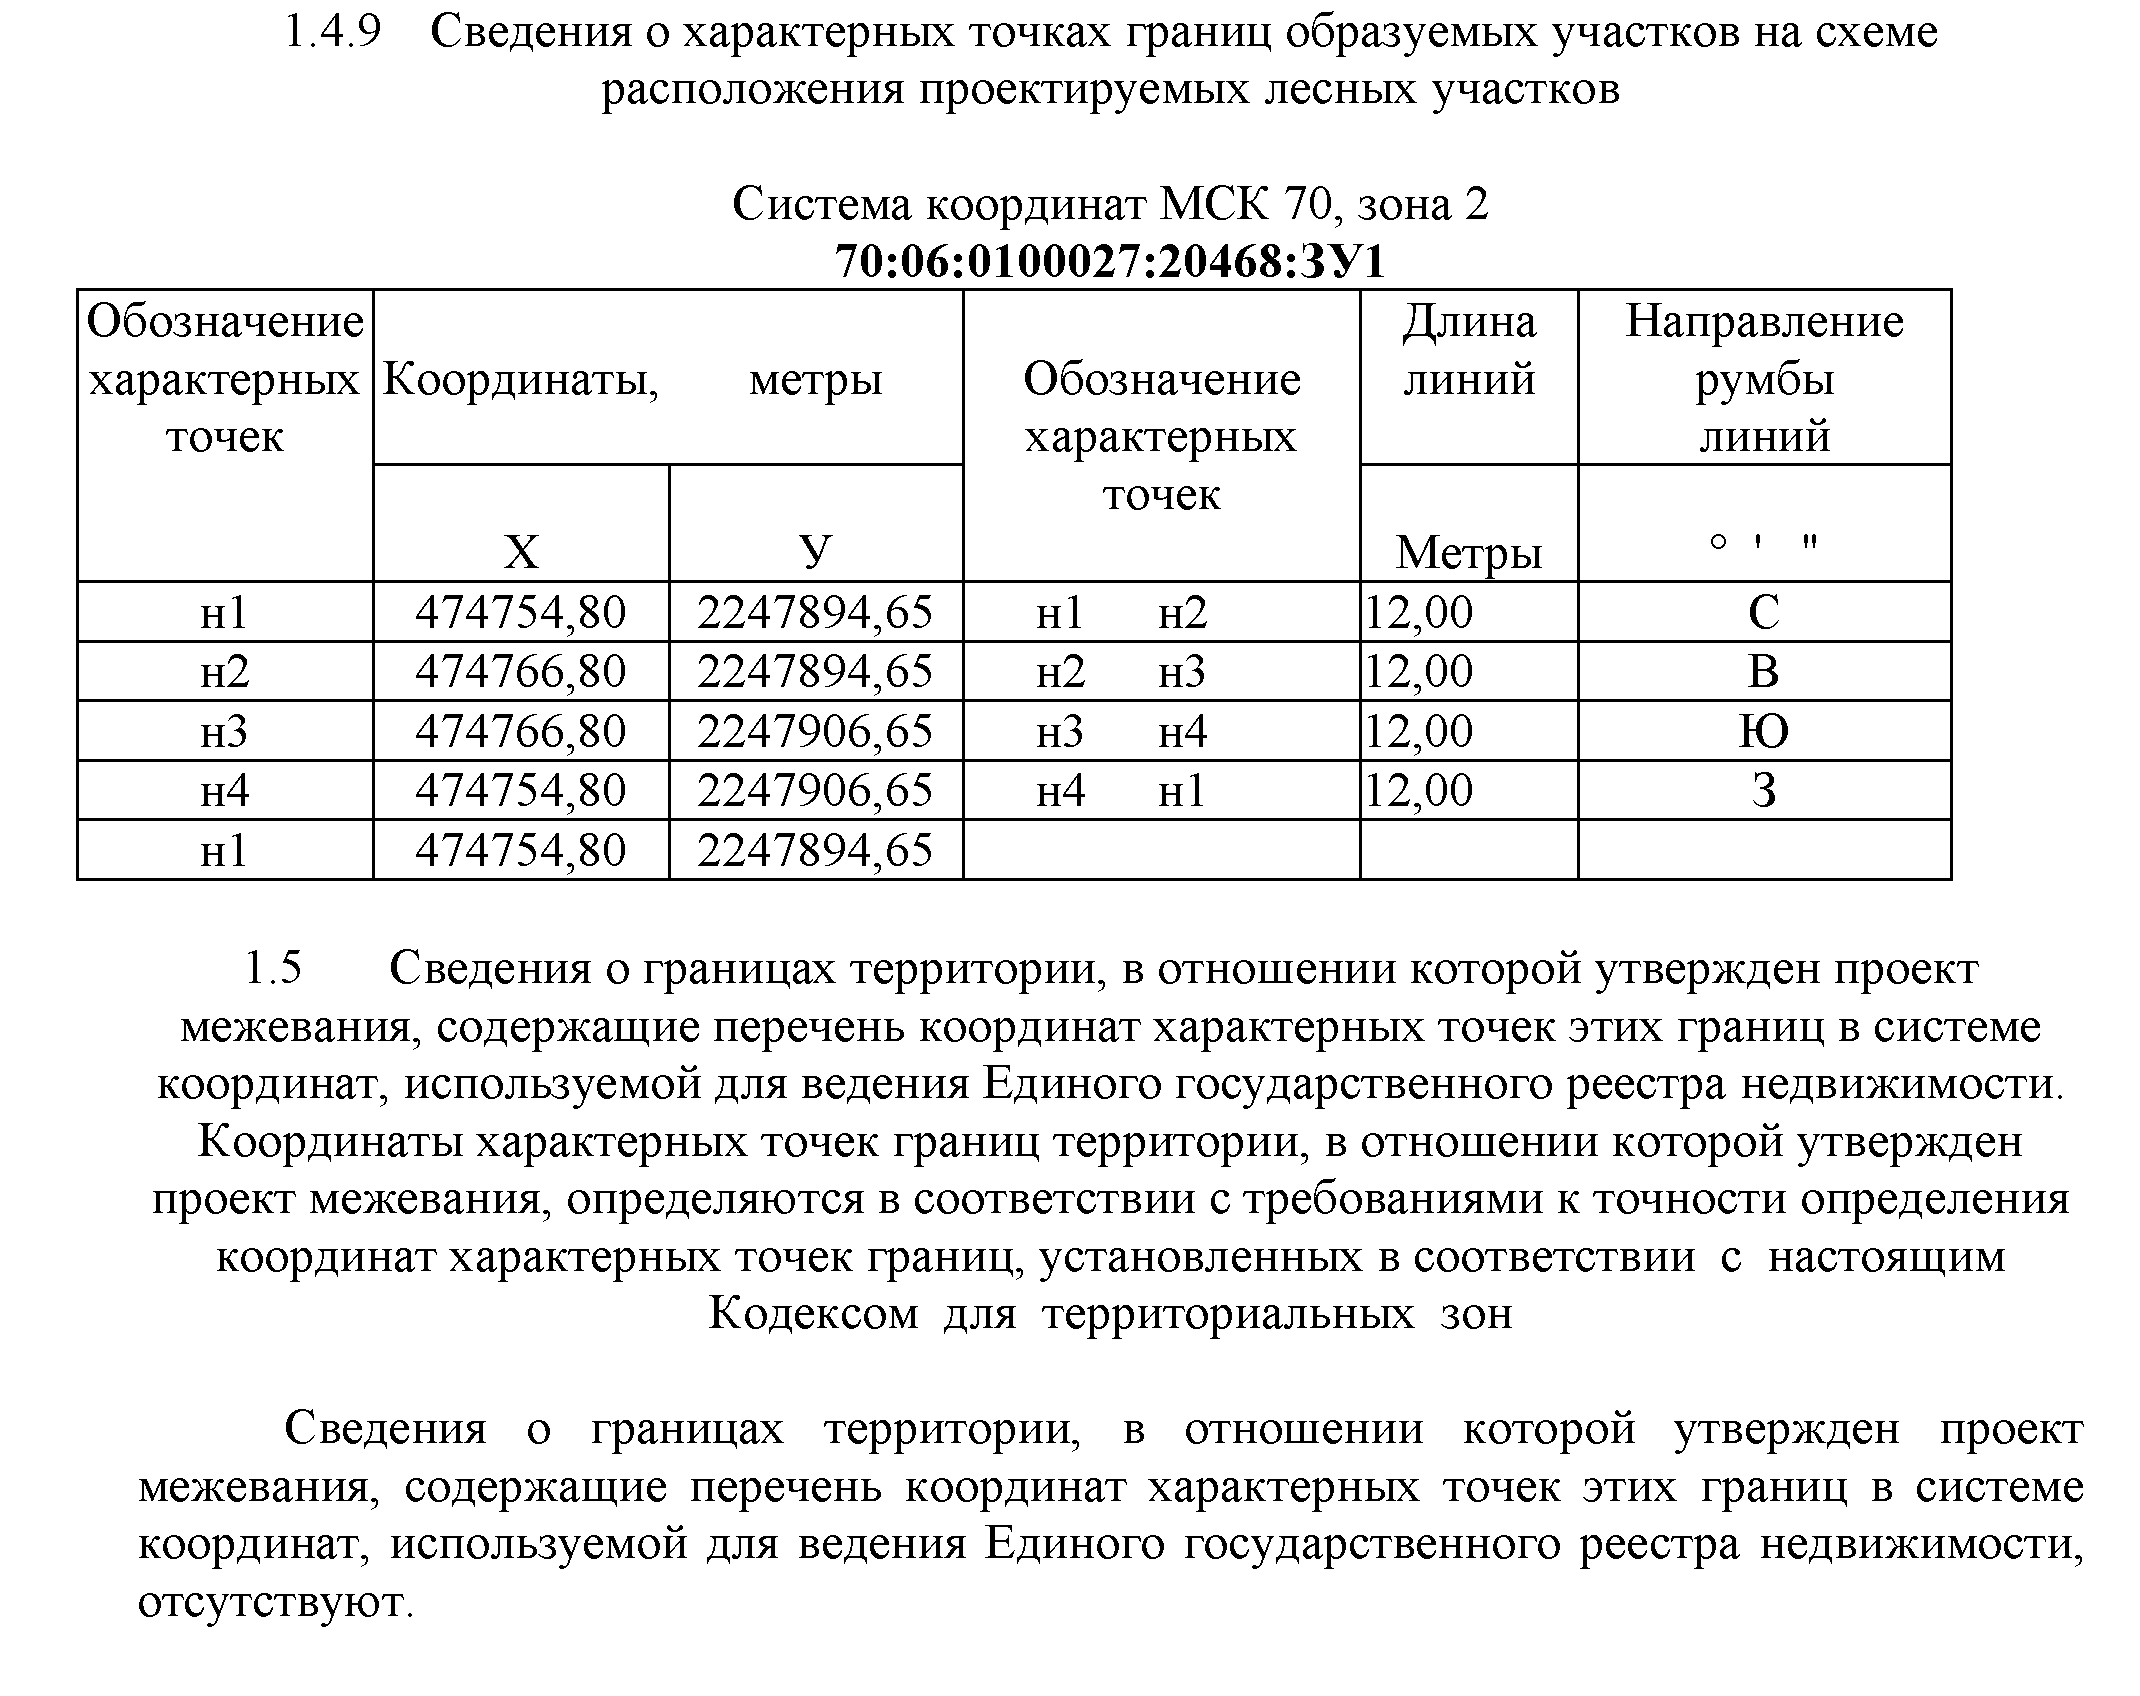 1.4.9 Сведения о характерных точках границ образуемых участков на схеме
расположения проектируемых лесных участков
Система координат МСК 70, зона 2
70:06:0100027:20468:ЗУ1
Обозначение характерных точек Координаты, метры Обозначение характерных точек Длина линий Направление румбы линий
Х У Метры ° ' "
н1 474754,80 2247894,65 н1 н2 12,00 С
н2 474766,80 2247894,65 н2 н3 12,00 В
н3 474766,80 2247906,65 н3 н4 12,00 Ю
н4 474754,80 2247906,65 н4 н1 12,00 З
н1 474754,80 2247894,65
1.5 Сведения о границах территории, в отношении которой утвержден проект
межевания, содержащие перечень координат характерных точек этих границ в системе
координат, используемой для ведения Единого государственного реестра недвижимости.
Координаты характерных точек границ территории, в отношении которой утвержден
проект межевания, определяются в соответствии с требованиями к точности определения
координат характерных точек границ, установленных в соответствии с настоящим
Кодексом для территориальных зон
Сведения о границах территории, в отношении которой утвержден проект
межевания, содержащие перечень координат характерных точек этих границ в системе
координат, используемой для ведения Единого государственного реестра недвижимости,
отсутствуют.